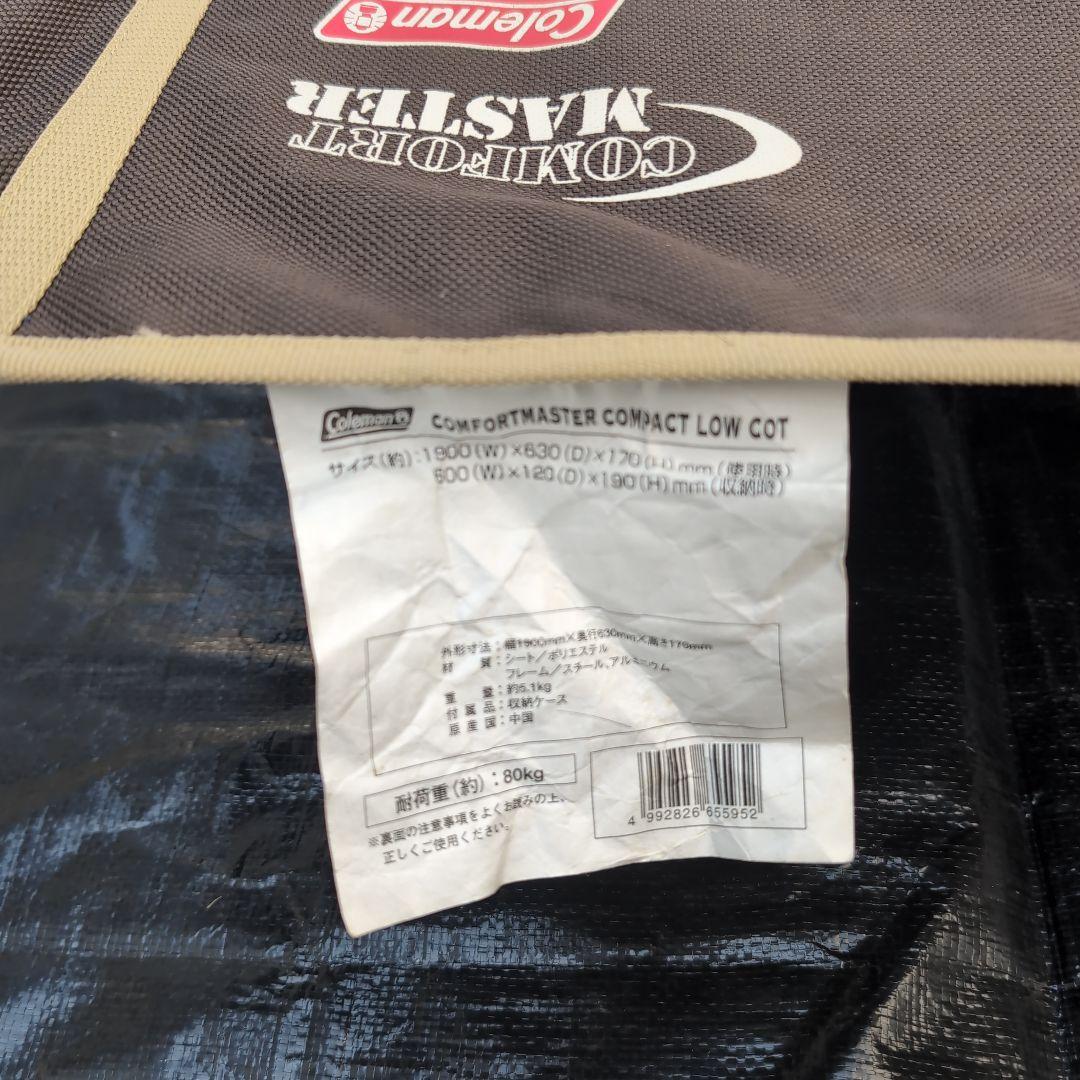 Coleman
COMFORT
MASTER
Coleman COMFORTMASTER COMPACT LOW COT
サイズ(約):1900(W)×630(D)×170(H)mm(使用時)
600(W)×120(D)×190(H)mm(収納時)
外形寸法:幅1900mm×奥行630mm×高さ170mm
材 質:シート/ポリエステル
フレーム/スチール、アルミニウム
重 量:約5.1kg
付属品:収納ケース
原産国:中国
耐荷重(約):80kg
※裏面の注意事項をよくお読みの上、
正しくご使用ください。
4 992826 655952